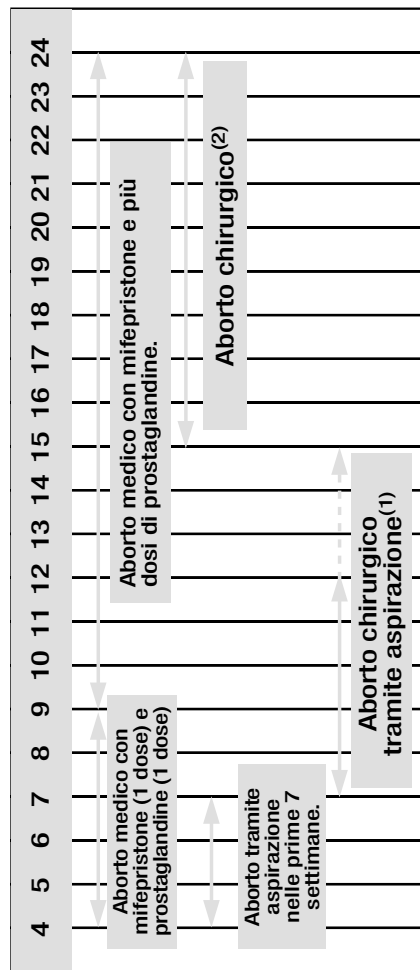 4 5 6 7 8 9 10 11 12 13 14 15 16 17 18 19 20 21 22 23 24
Aborto medico con
mifepristone (1 dose) e
prostaglandine (1 dose)
Aborto medico con mifepristone e più
dosi di prostaglandine.
Aborto tramite
aspirazione
nelle prime 7
settimane.
Aborto chirurgico(2)
Aborto chirurgico
tramite aspirazione(1)